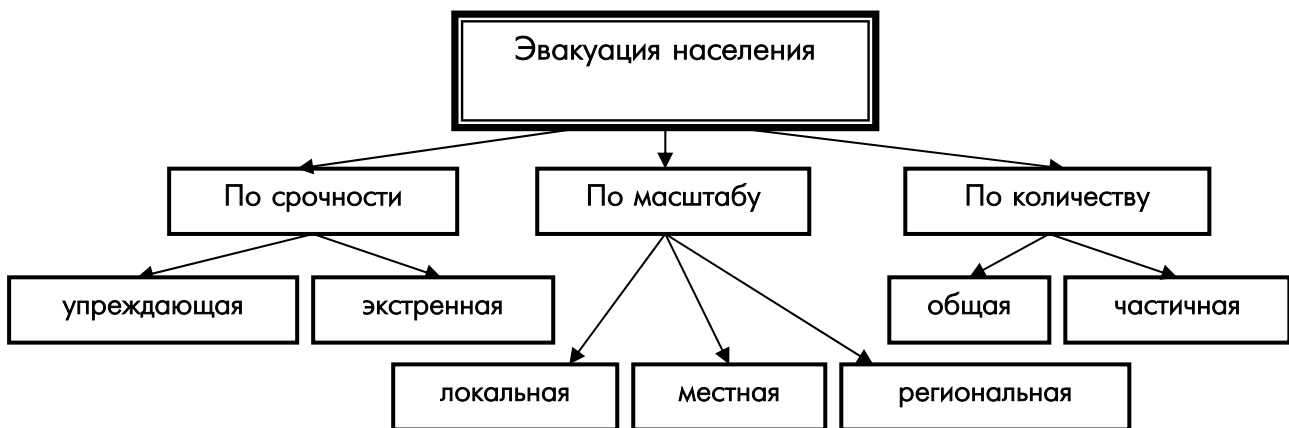 Эвакуация населения
По срочности
По масштабу
По количеству
упреждающая
экстренная
общая
частичная
локальная
местная
региональная